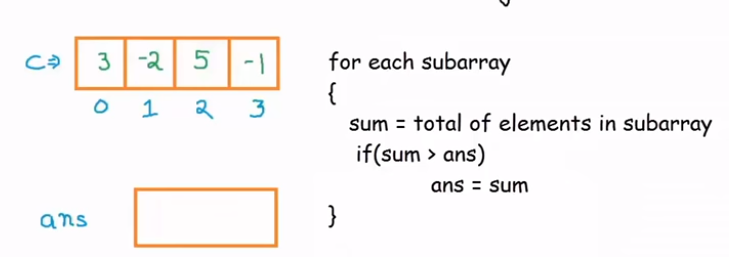 C⇒ 3 -2 5 -1
0 1 2 3
ans
for each subarray
{
sum = total of elements in subarray
if(sum > ans)
ans = sum
}